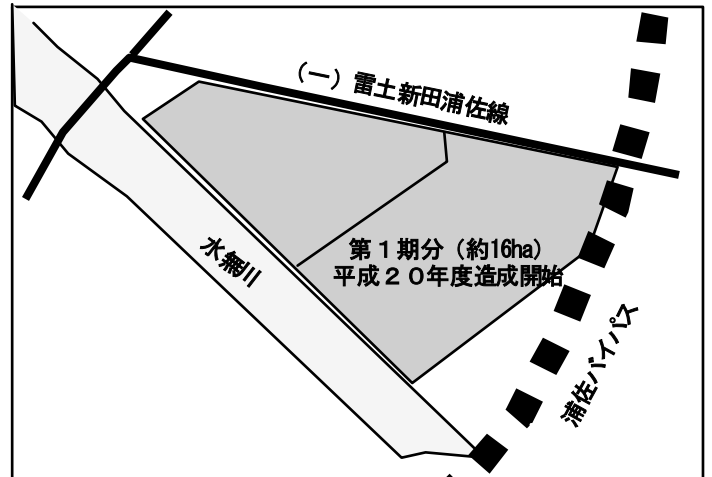 （一）雷土新田浦佐線
第１期分（約16ha）
平成２０年度造成開始
水無川
浦佐バイパス